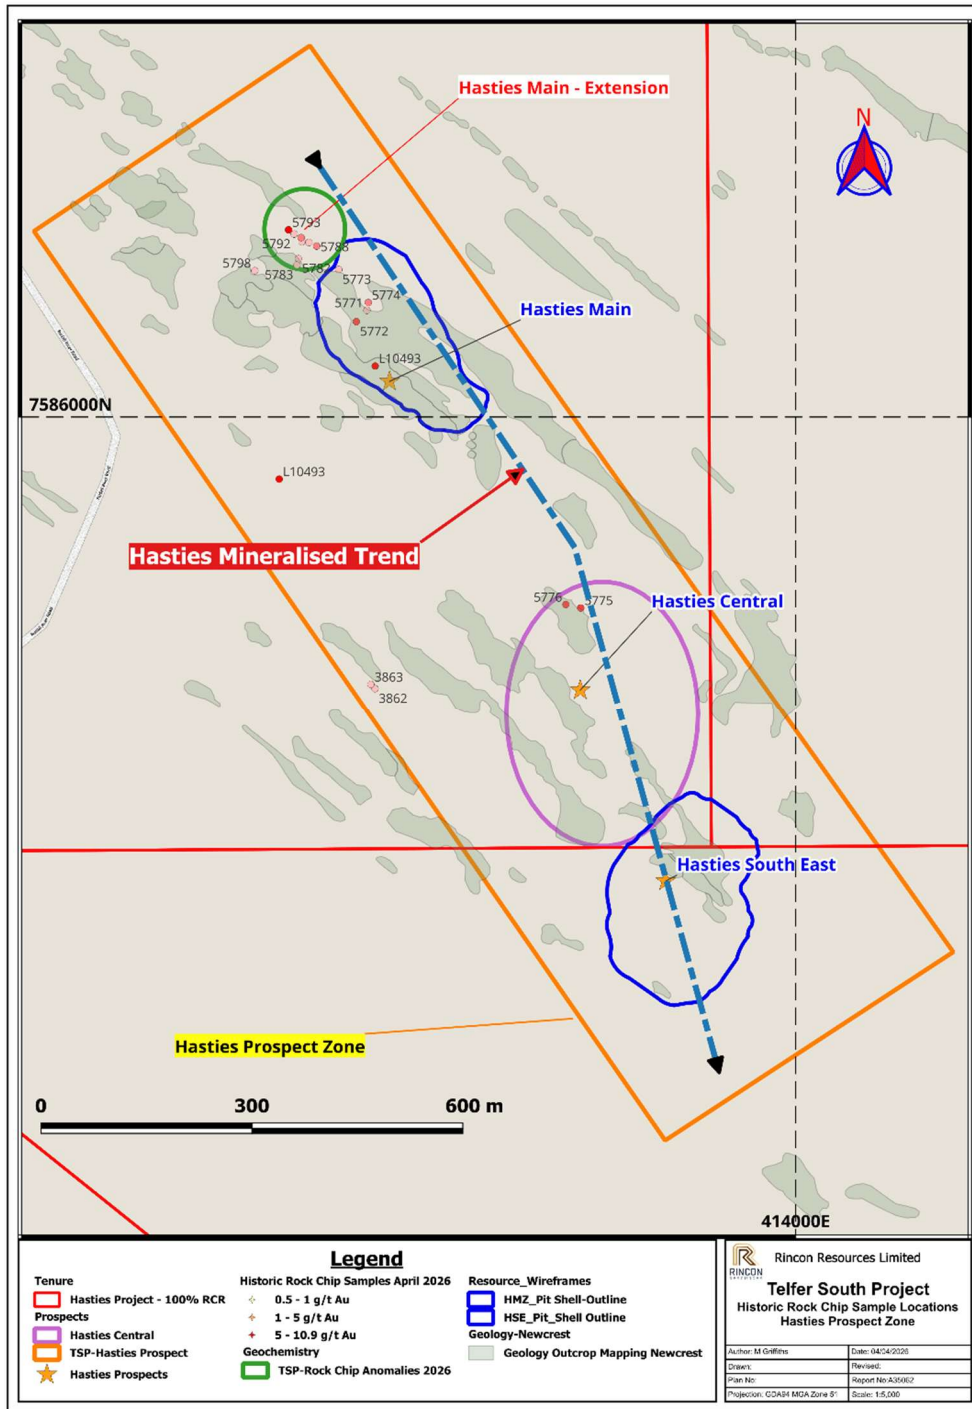 Hasties Main - Extension
N
5793
5792
5788
5798
5783
5782
5773
5771
5774
5772
Hasties Main
L10493
7586000N
L10493
Hasties Mineralised Trend
5776
5775
Hasties Central
3863
3862
Hasties South East
Hasties Prospect Zone
0 300 600 m
414000E
Legend
Tenure
Hasties Project - 100% RCR
Prospects
Hasties Central
TSP-Hasties Prospect
Hasties Prospects
Historic Rock Chip Samples April 2026
0.5 - 1 g/t Au
1 - 5 g/t Au
5 - 10.9 g/t Au
Geochemistry
TSP-Rock Chip Anomalies 2026
Resource_Wireframes
HMZ_Pit Shell-Outline
HSE_Pit_Shell Outline
Geology-Newcrest
Geology Outcrop Mapping Newcrest
RINCON
Rincon Resources Limited
Telfer South Project
Historic Rock Chip Sample Locations
Hasties Prospect Zone
Author: M Griffiths
Date: 04/04/2026
Drawn:
Revised:
Plan No:
Report No:A35062
Projection: GDA94 MGA Zone 51
Scale: 1:5,000